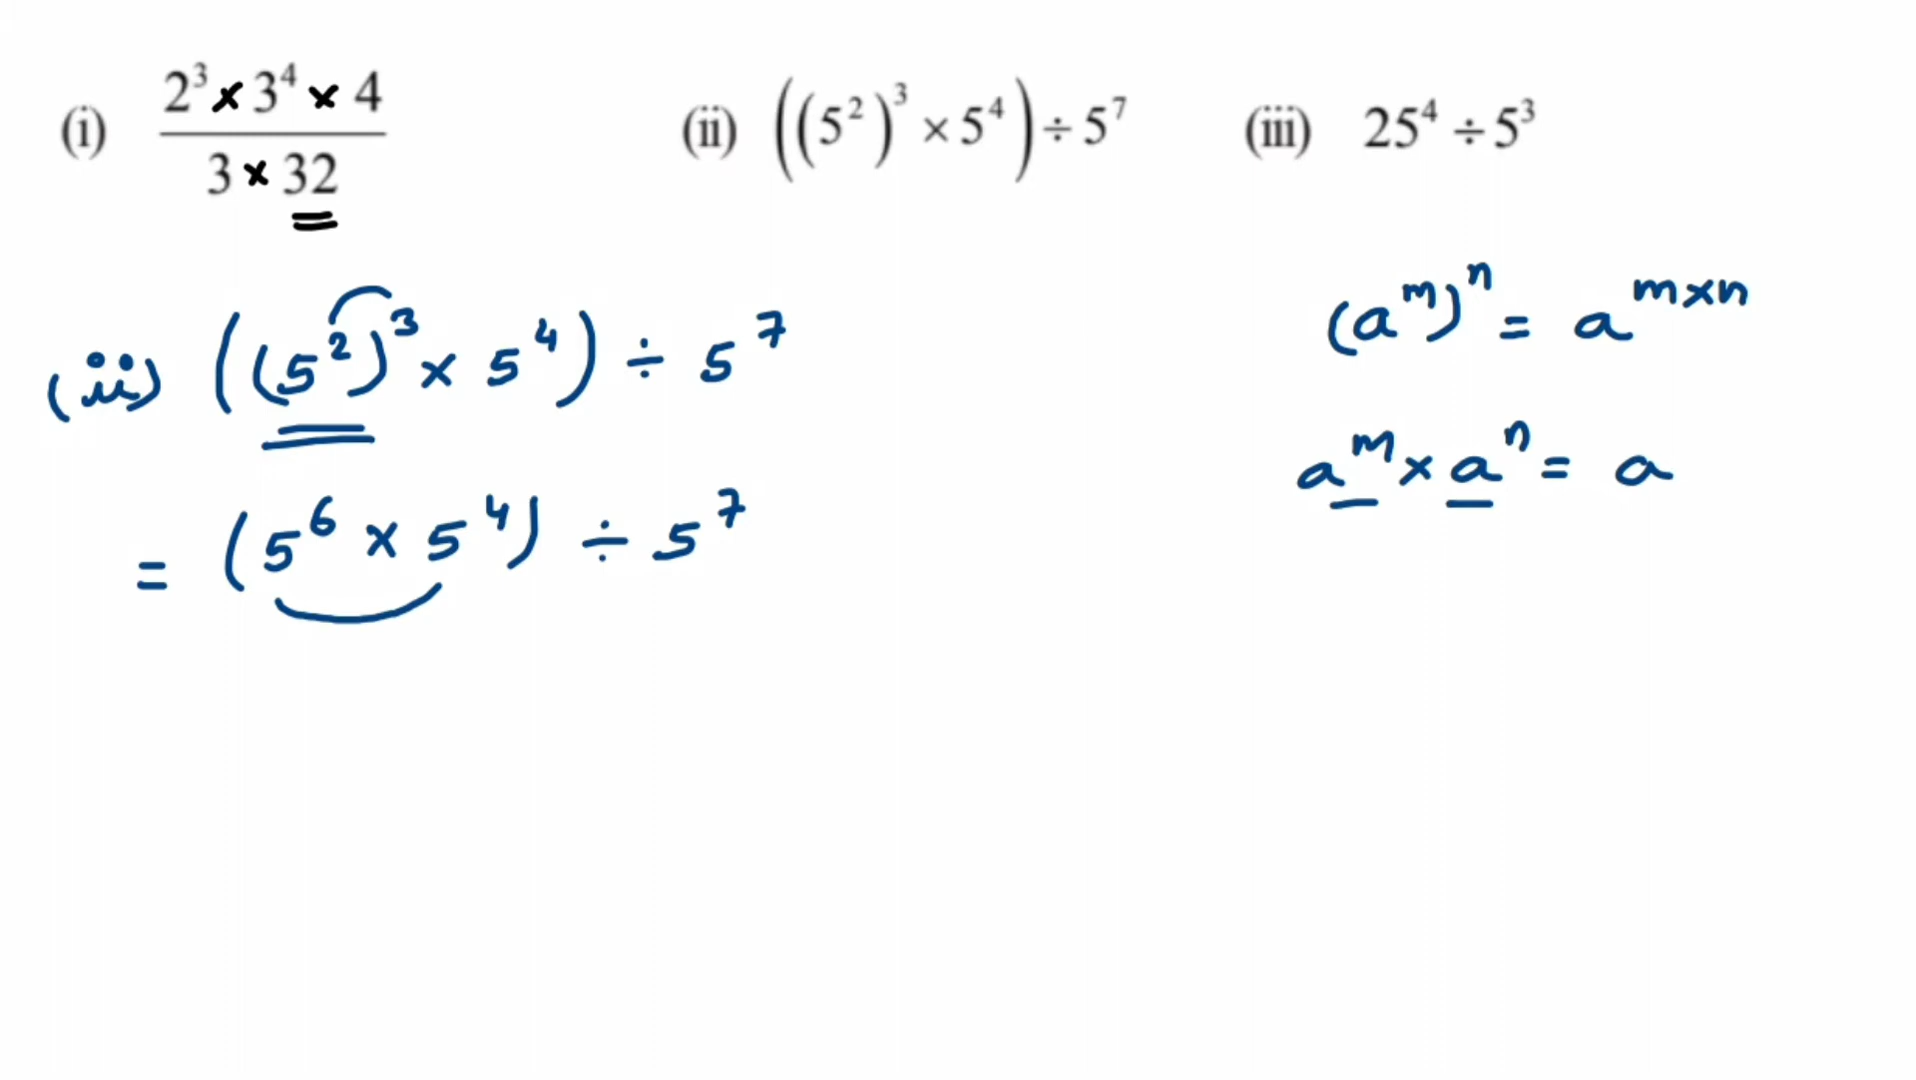 (i) (2³ × 3⁴ × 4) / (3 × 32) (ii) ((5²)³ × 5⁴) ÷ 5⁷ (iii) 25⁴ ÷ 5³
(ii) ((5²)³ × 5⁴) ÷ 5⁷
(aᵐ)ⁿ = aᵐˣⁿ
aᵐ × aⁿ = a
= (5⁶ × 5⁴) ÷ 5⁷